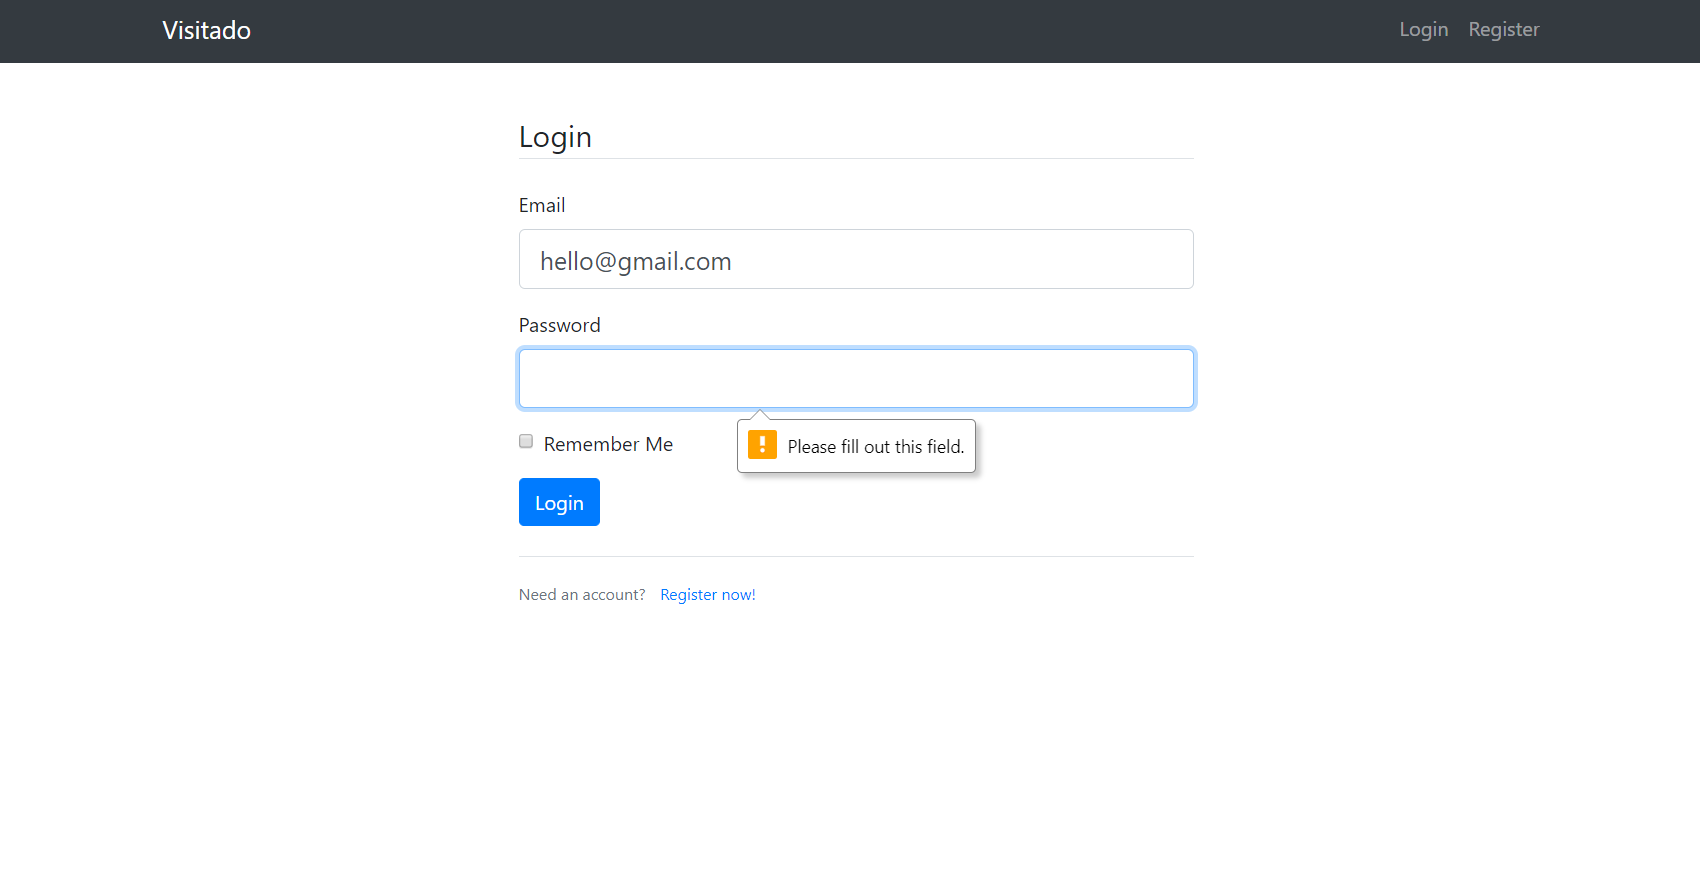 Visitado Login Register
Login
Email
hello@gmail.com
Password
Please fill out this field.
Remember Me
Login
Need an account? Register now!